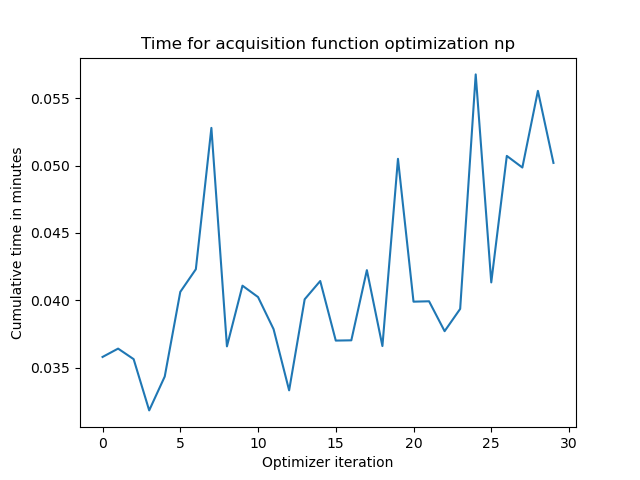 Time for acquisition function optimization np
Cumulative time in minutes
0.055
0.050
0.045
0.040
0.035
0 5 10 15 20 25 30
Optimizer iteration